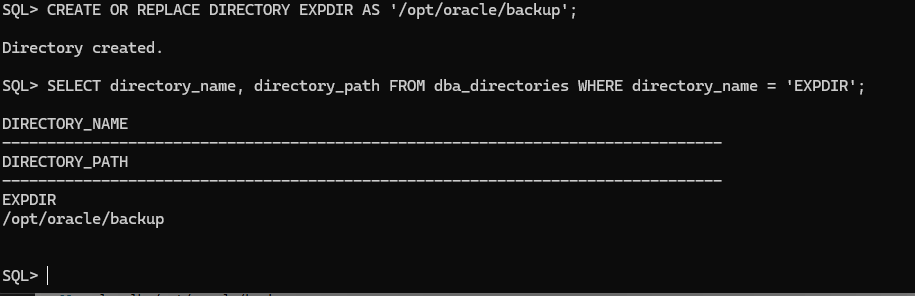 SQL> CREATE OR REPLACE DIRECTORY EXPDIR AS '/opt/oracle/backup';
Directory created.
SQL> SELECT directory_name, directory_path FROM dba_directories WHERE directory_name = 'EXPDIR';
DIRECTORY_NAME
--------------------------------------------------------------------------------
DIRECTORY_PATH
--------------------------------------------------------------------------------
EXPDIR
/opt/oracle/backup
SQL>